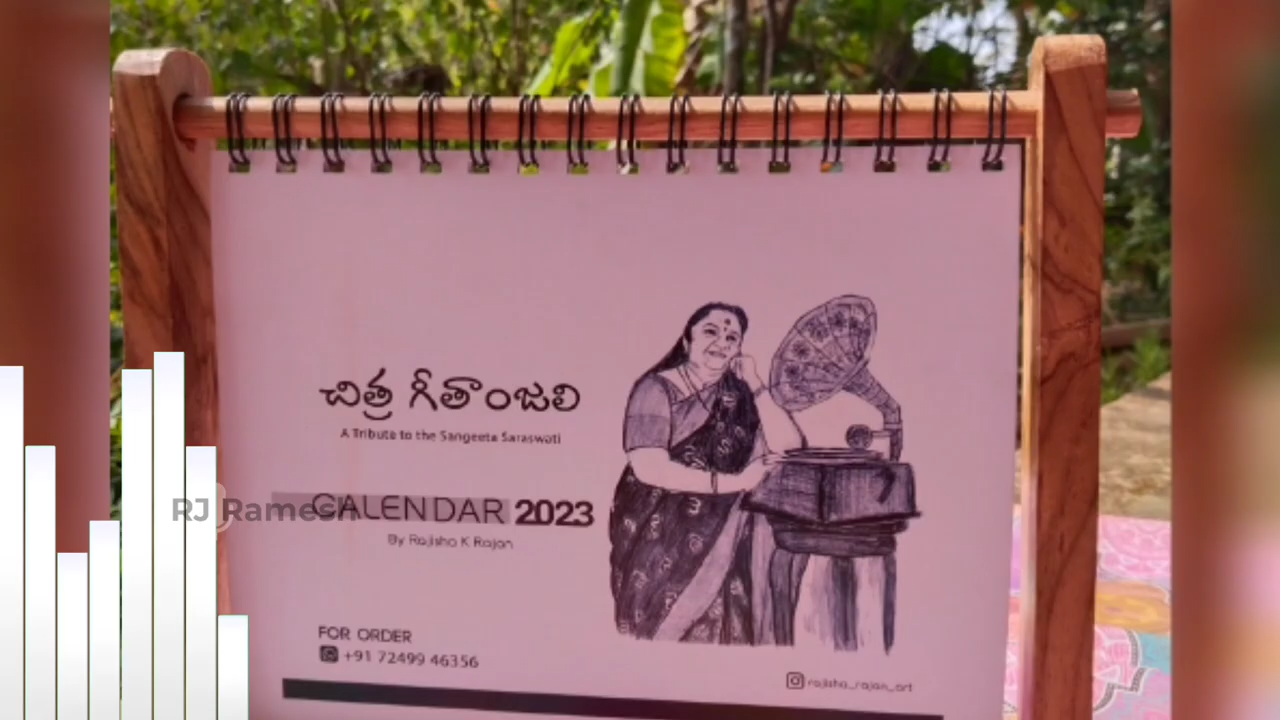 చిత్ర గీతాంజలి
A Tribute to the Sangeeta Saraswati
CALENDAR 2023
RJ Ramesh
By Rajisha K Rajan
FOR ORDER
+91 72499 46356
rajisha_rajan_art